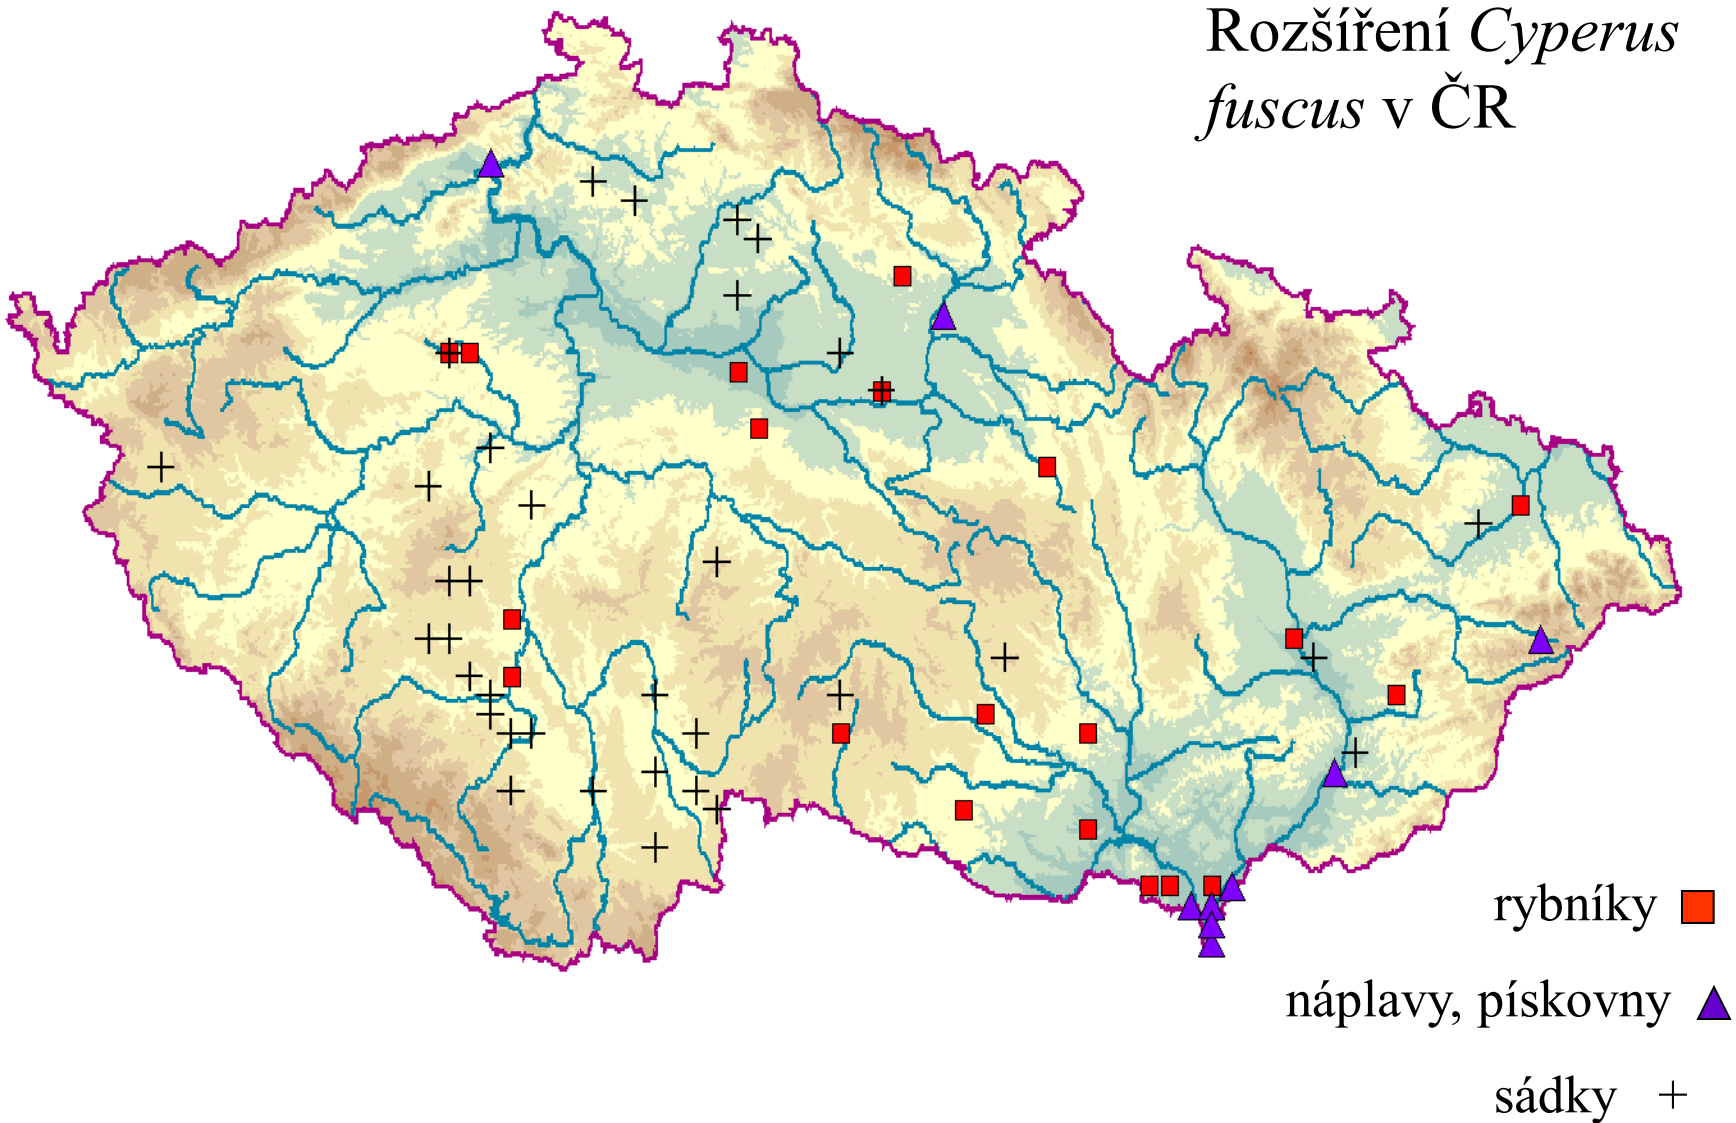 Rozšíření Cyperus
fuscus v ČR
rybníky
náplavy, pískovny
sádky